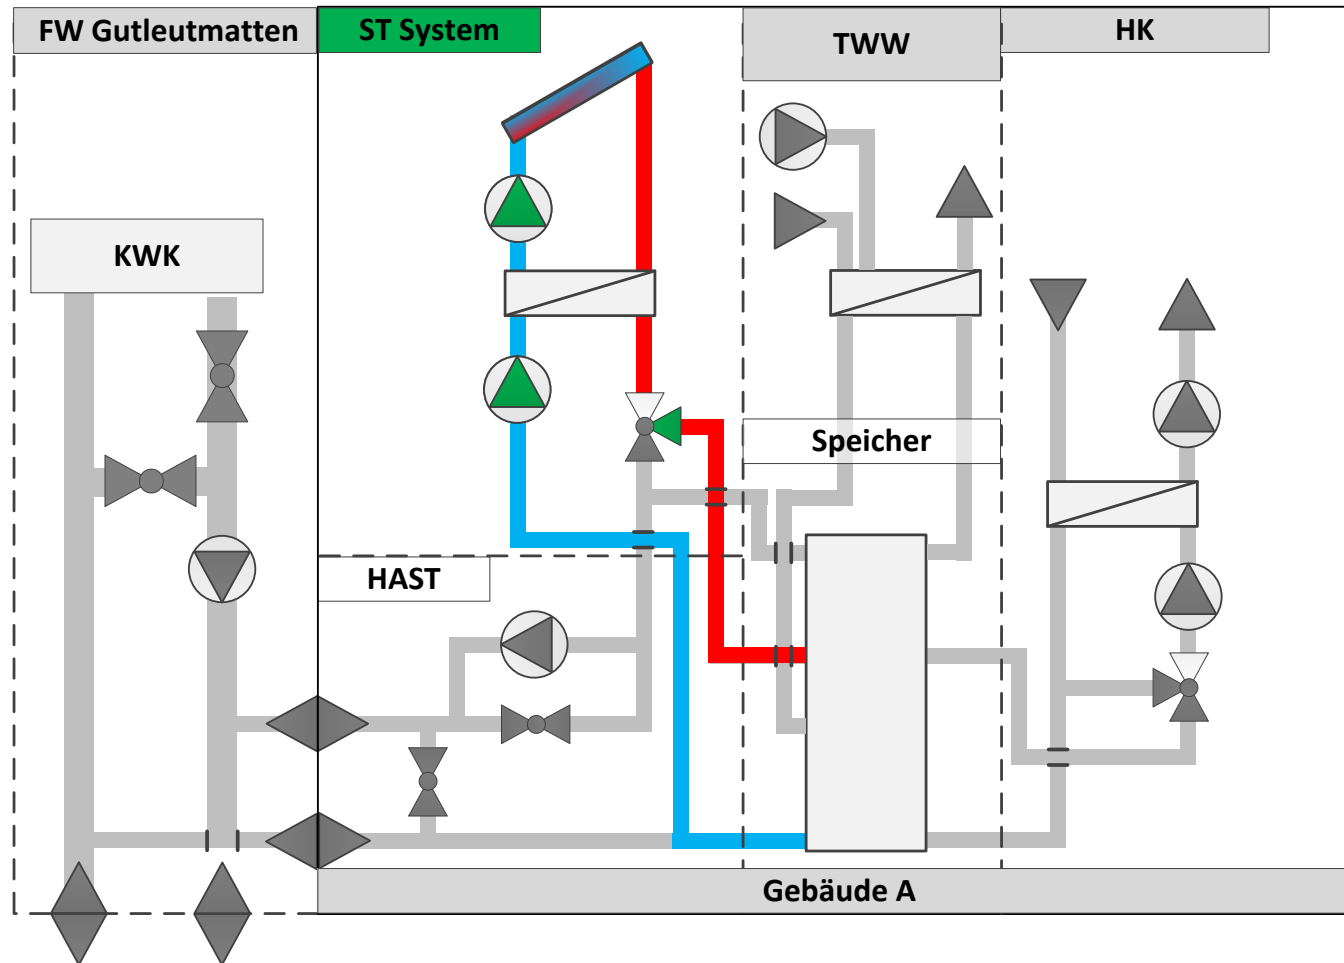 FW Gutleutmatten
ST System
TWW
HK
KWK
Speicher
HAST
Gebäude A